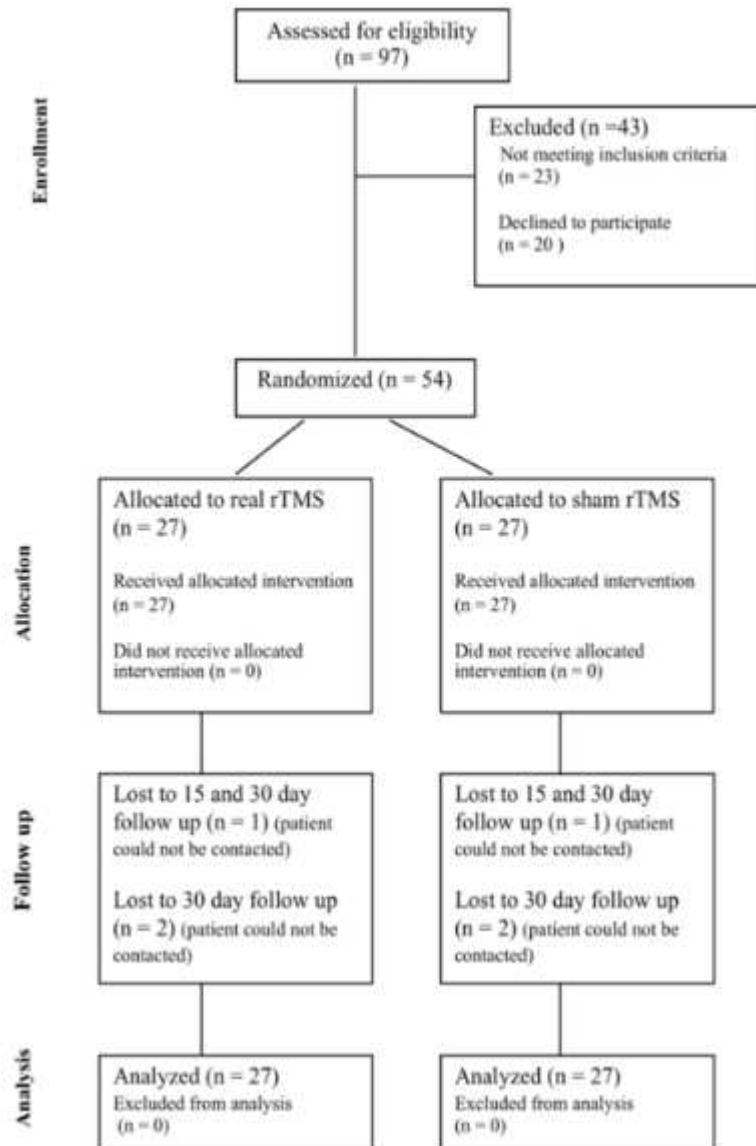 Assessed for eligibility
(n = 97)
Enrollment
Excluded (n =43)
Not meeting inclusion criteria
(n = 23)
Declined to participate
(n = 20 )
Randomized (n = 54)
Allocation
Allocated to real rTMS
(n = 27)
Received allocated intervention
(n = 27)
Did not receive allocated
intervention (n = 0)
Allocated to sham rTMS
(n = 27)
Received allocated intervention
(n = 27)
Did not receive allocated
intervention (n = 0)
Follow up
Lost to 15 and 30 day
follow up (n = 1) (patient
could not be contacted)
Lost to 30 day follow up
(n = 2) (patient could not be
contacted)
Lost to 15 and 30 day
follow up (n = 1) (patient
could not be contacted)
Lost to 30 day follow up
(n = 2) (patient could not be
contacted)
Analysis
Analyzed (n = 27)
Excluded from analysis
(n = 0)
Analyzed (n = 27)
Excluded from analysis
(n = 0)